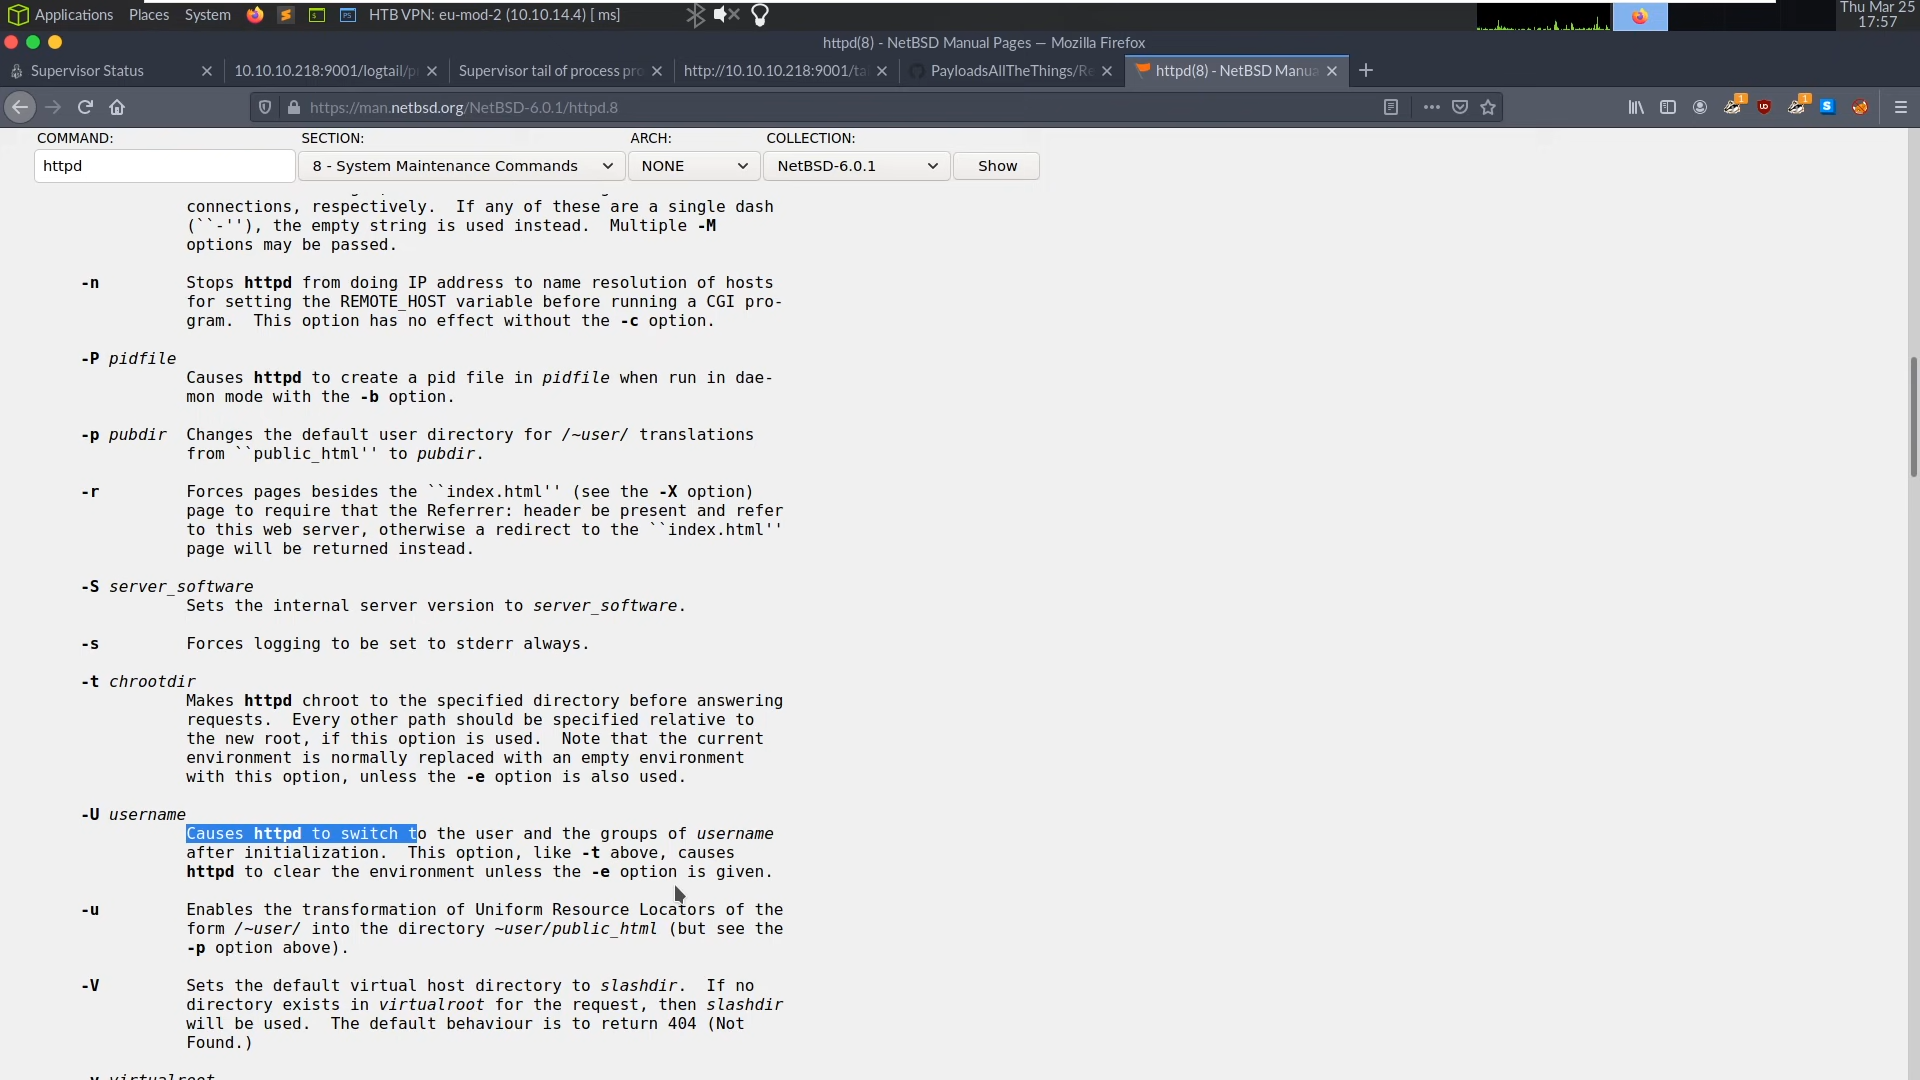 Applications Places System HTB VPN: eu-mod-2 (10.10.14.4) [ ms] Thu Mar 25
17:57
httpd(8) - NetBSD Manual Pages — Mozilla Firefox
Supervisor Status 10.10.10.218:9001/logtail/p Supervisor tail of process pro http://10.10.10.218:9001/ta PayloadsAllTheThings/Re httpd(8) - NetBSD Manua
https://man.netbsd.org/NetBSD-6.0.1/httpd.8
COMMAND: SECTION: ARCH: COLLECTION:
httpd 8 - System Maintenance Commands NONE NetBSD-6.0.1 Show
connections, respectively. If any of these are a single dash
(``-''), the empty string is used instead. Multiple -M
options may be passed.
-n Stops httpd from doing IP address to name resolution of hosts
for setting the REMOTE_HOST variable before running a CGI pro-
gram. This option has no effect without the -c option.
-P pidfile
Causes httpd to create a pid file in pidfile when run in dae-
mon mode with the -b option.
-p pubdir Changes the default user directory for /~user/ translations
from ``public_html'' to pubdir.
-r Forces pages besides the ``index.html'' (see the -X option)
page to require that the Referrer: header be present and refer
to this web server, otherwise a redirect to the ``index.html''
page will be returned instead.
-S server_software
Sets the internal server version to server_software.
-s Forces logging to be set to stderr always.
-t chrootdir
Makes httpd chroot to the specified directory before answering
requests. Every other path should be specified relative to
the new root, if this option is used. Note that the current
environment is normally replaced with an empty environment
with this option, unless the -e option is also used.
-U username
Causes httpd to switch to the user and the groups of username
after initialization. This option, like -t above, causes
httpd to clear the environment unless the -e option is given.
-u Enables the transformation of Uniform Resource Locators of the
form /~user/ into the directory ~user/public_html (but see the
-p option above).
-V Sets the default virtual host directory to slashdir. If no
directory exists in virtualroot for the request, then slashdir
will be used. The default behaviour is to return 404 (Not
Found.)
-v virtualroot